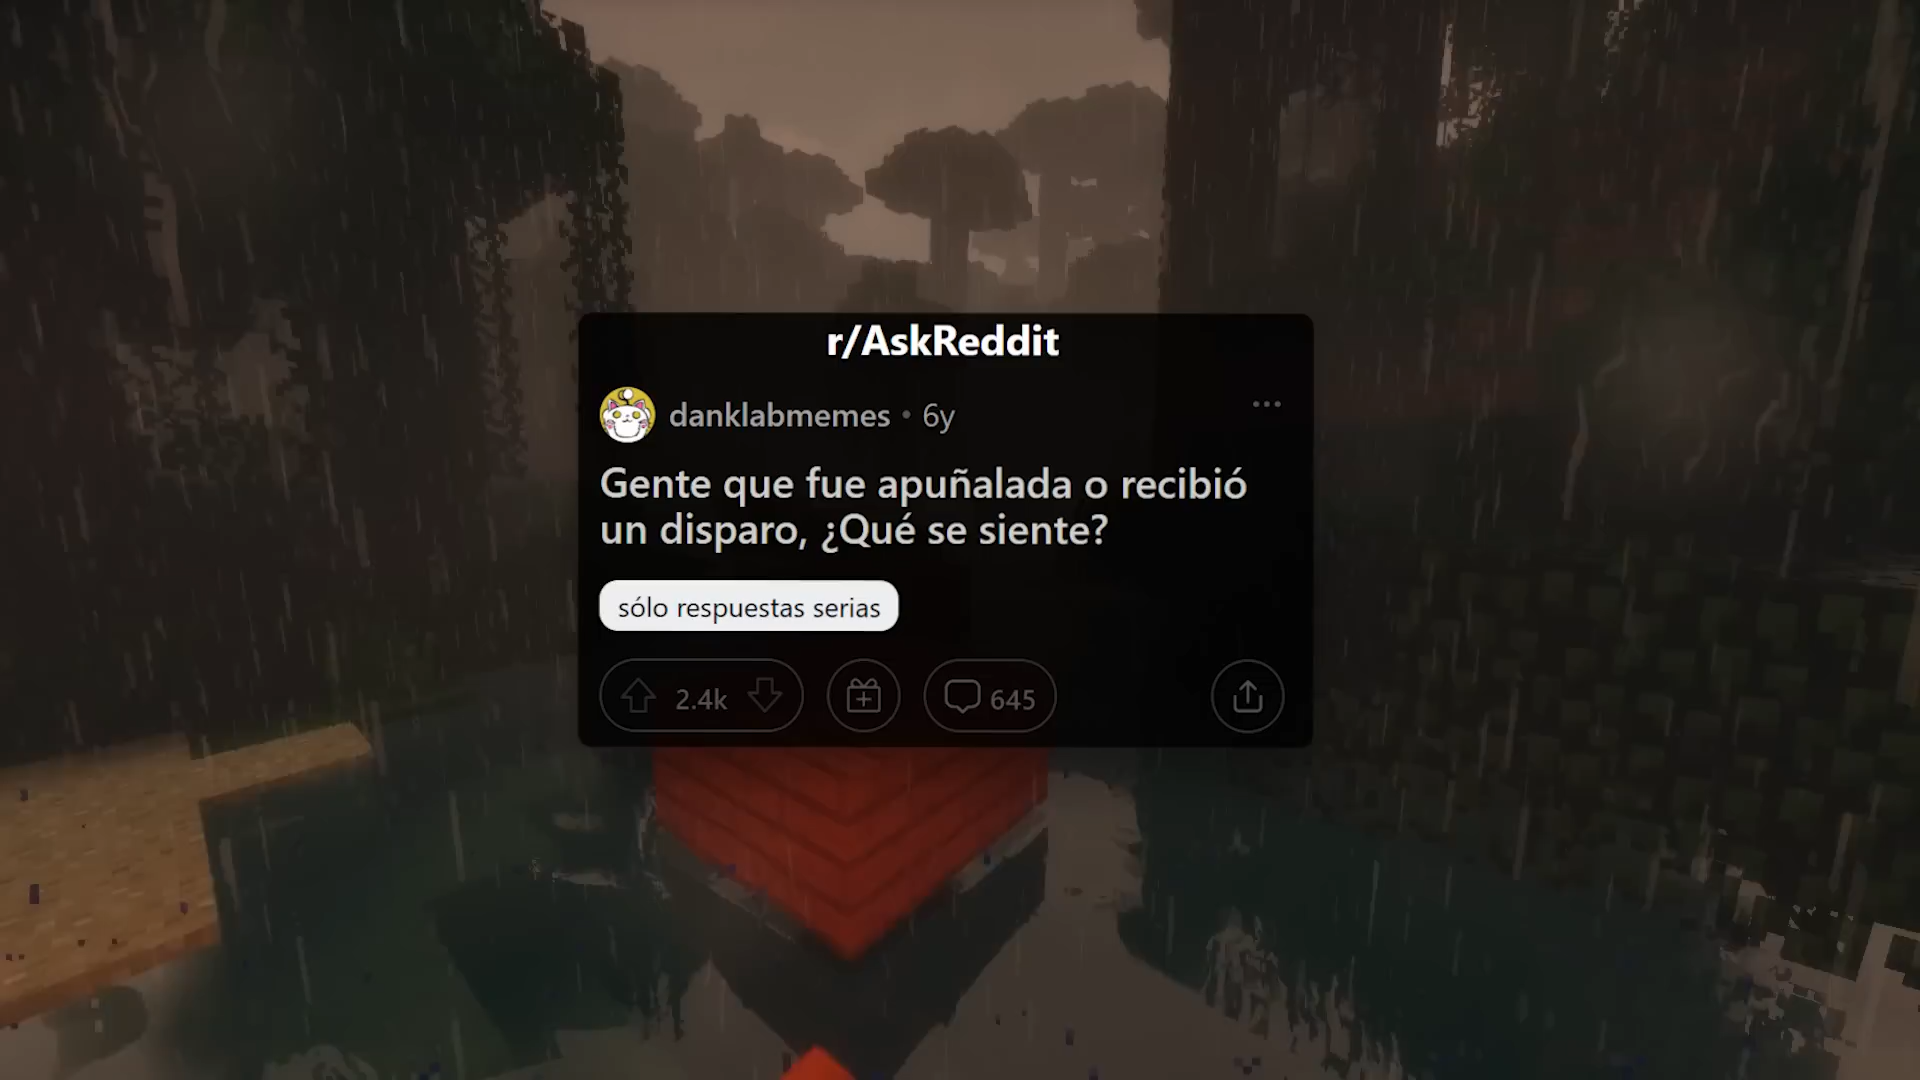 r/AskReddit
danklabmemes • 6y
Gente que fue apuñalada o recibió
un disparo, ¿Qué se siente?
sólo respuestas serias
2.4k 645